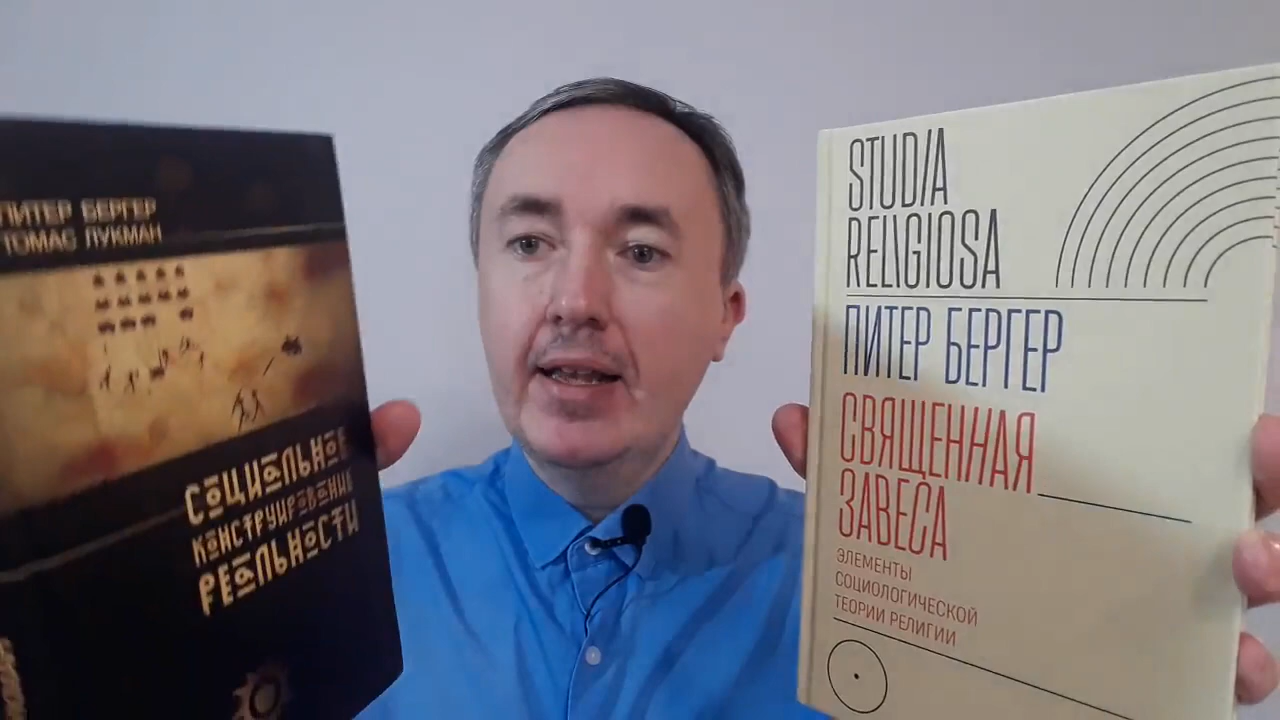 ПИТЕР БЕРГЕР
ТОМАС ЛУКМАН
СОЦИАЛЬНОЕ
КОНСТРУИРОВАНИЕ
РЕАЛЬНОСТИ
STUDIA
RELIGIOSA
ПИТЕР БЕРГЕР
СВЯЩЕННАЯ
ЗАВЕСА
ЭЛЕМЕНТЫ
СОЦИОЛОГИЧЕСКОЙ
ТЕОРИИ РЕЛИГИИ